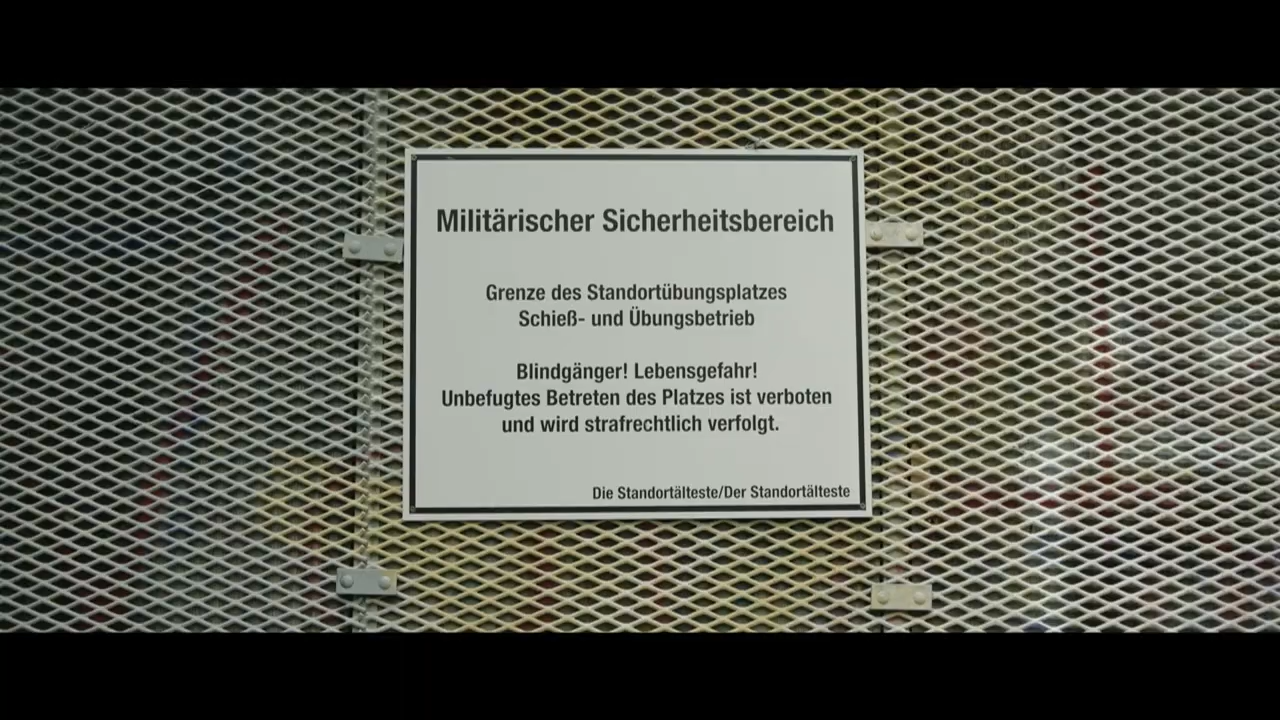 Militärischer Sicherheitsbereich
Grenze des Standortübungsplatzes
Schieß- und Übungsbetrieb
Blindgänger! Lebensgefahr!
Unbefugtes Betreten des Platzes ist verboten
und wird strafrechtlich verfolgt.
Die Standortälteste/Der Standortälteste